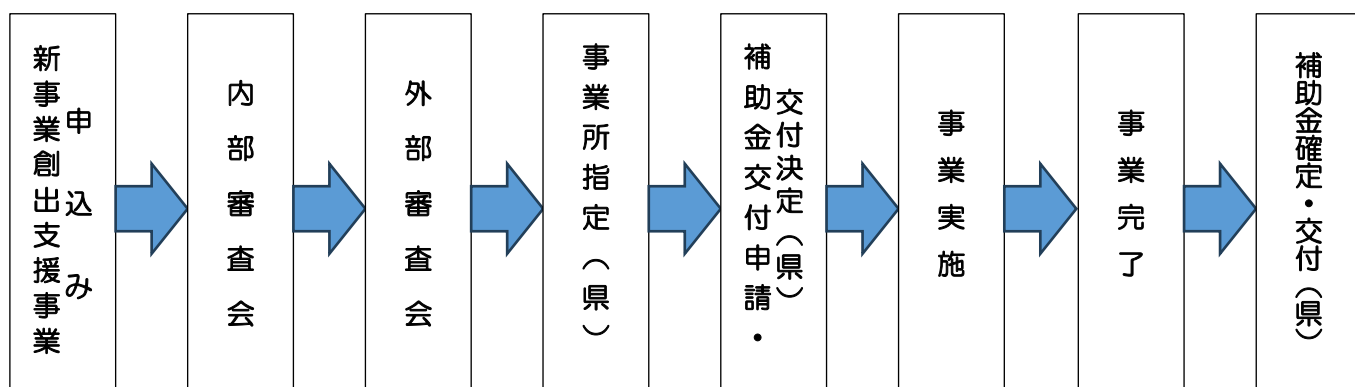 新事業創出支援事業
申込み
内部審査会
外部審査会
事業所指定（県）
補助金交付申請・
交付決定（県）
事業実施
事業完了
補助金確定・交付（県）